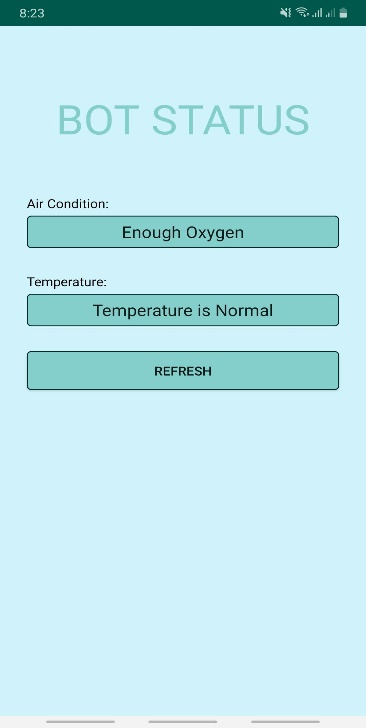 8:23
BOT STATUS
Air Condition:
Enough Oxygen
Temperature:
Temperature is Normal
REFRESH